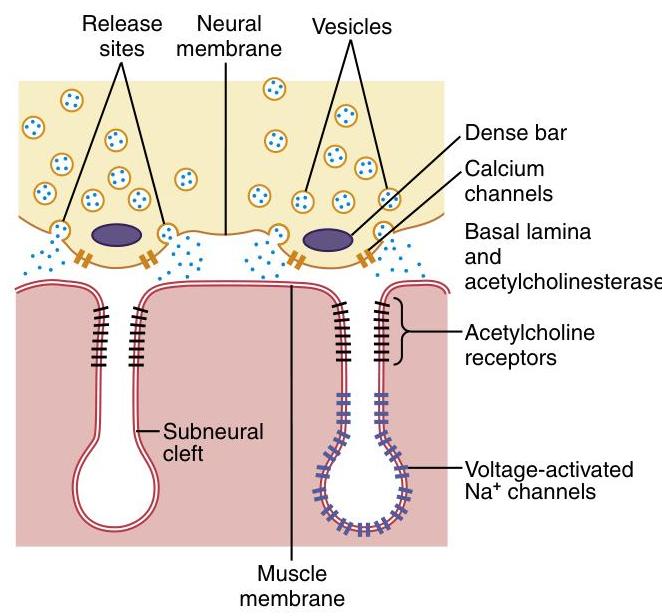 Release
sites
Neural
membrane
Vesicles
Dense bar
Calcium
channels
Basal lamina
and
acetylcholinesterase
Acetylcholine
receptors
Subneural
cleft
Voltage-activated
Na⁺ channels
Muscle
membrane